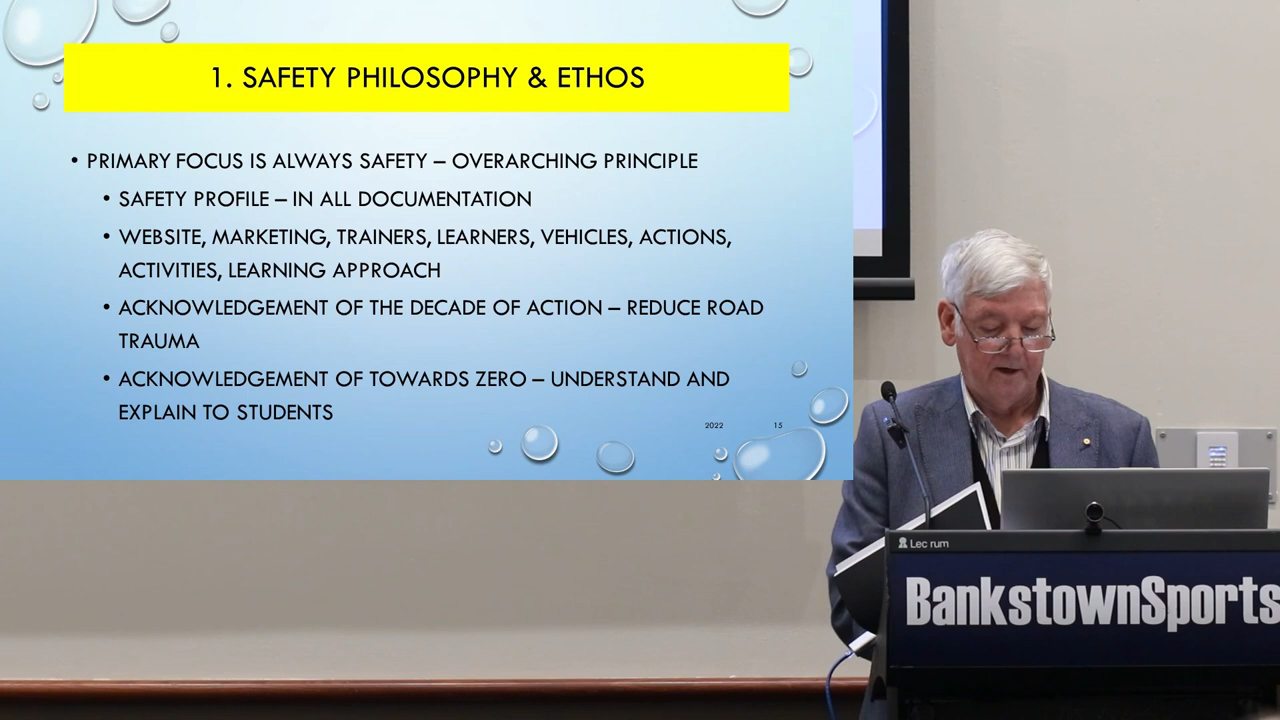 1. SAFETY PHILOSOPHY & ETHOS
• PRIMARY FOCUS IS ALWAYS SAFETY – OVERARCHING PRINCIPLE
• SAFETY PROFILE – IN ALL DOCUMENTATION
• WEBSITE, MARKETING, TRAINERS, LEARNERS, VEHICLES, ACTIONS,
ACTIVITIES, LEARNING APPROACH
• ACKNOWLEDGEMENT OF THE DECADE OF ACTION – REDUCE ROAD
TRAUMA
• ACKNOWLEDGEMENT OF TOWARDS ZERO – UNDERSTAND AND
EXPLAIN TO STUDENTS
2022 15
Lec rum
BankstownSports